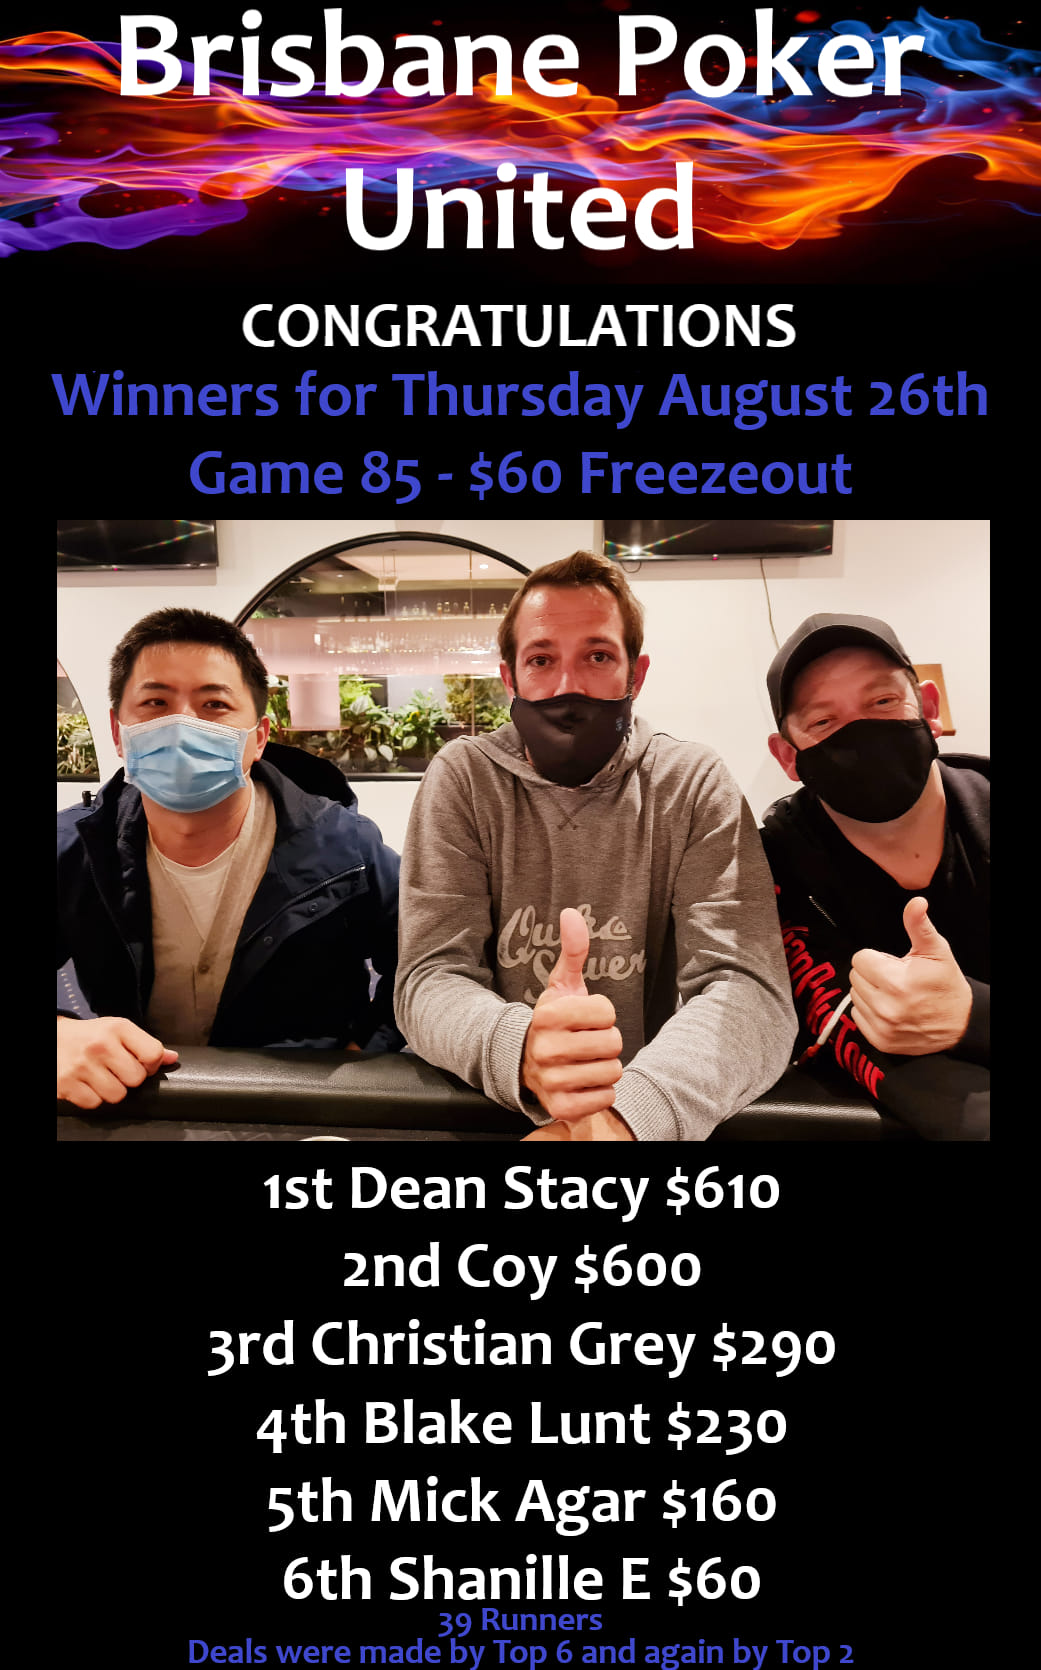 Brisbane Poker
United
CONGRATULATIONS
Winners for Thursday August 26th
Game 85 - $60 Freezeout
Quik
Silver
1st Dean Stacy $610
2nd Coy $600
3rd Christian Grey $290
4th Blake Lunt $230
5th Mick Agar $160
6th Shanille E $60
39 Runners
Deals were made by Top 6 and again by Top 2